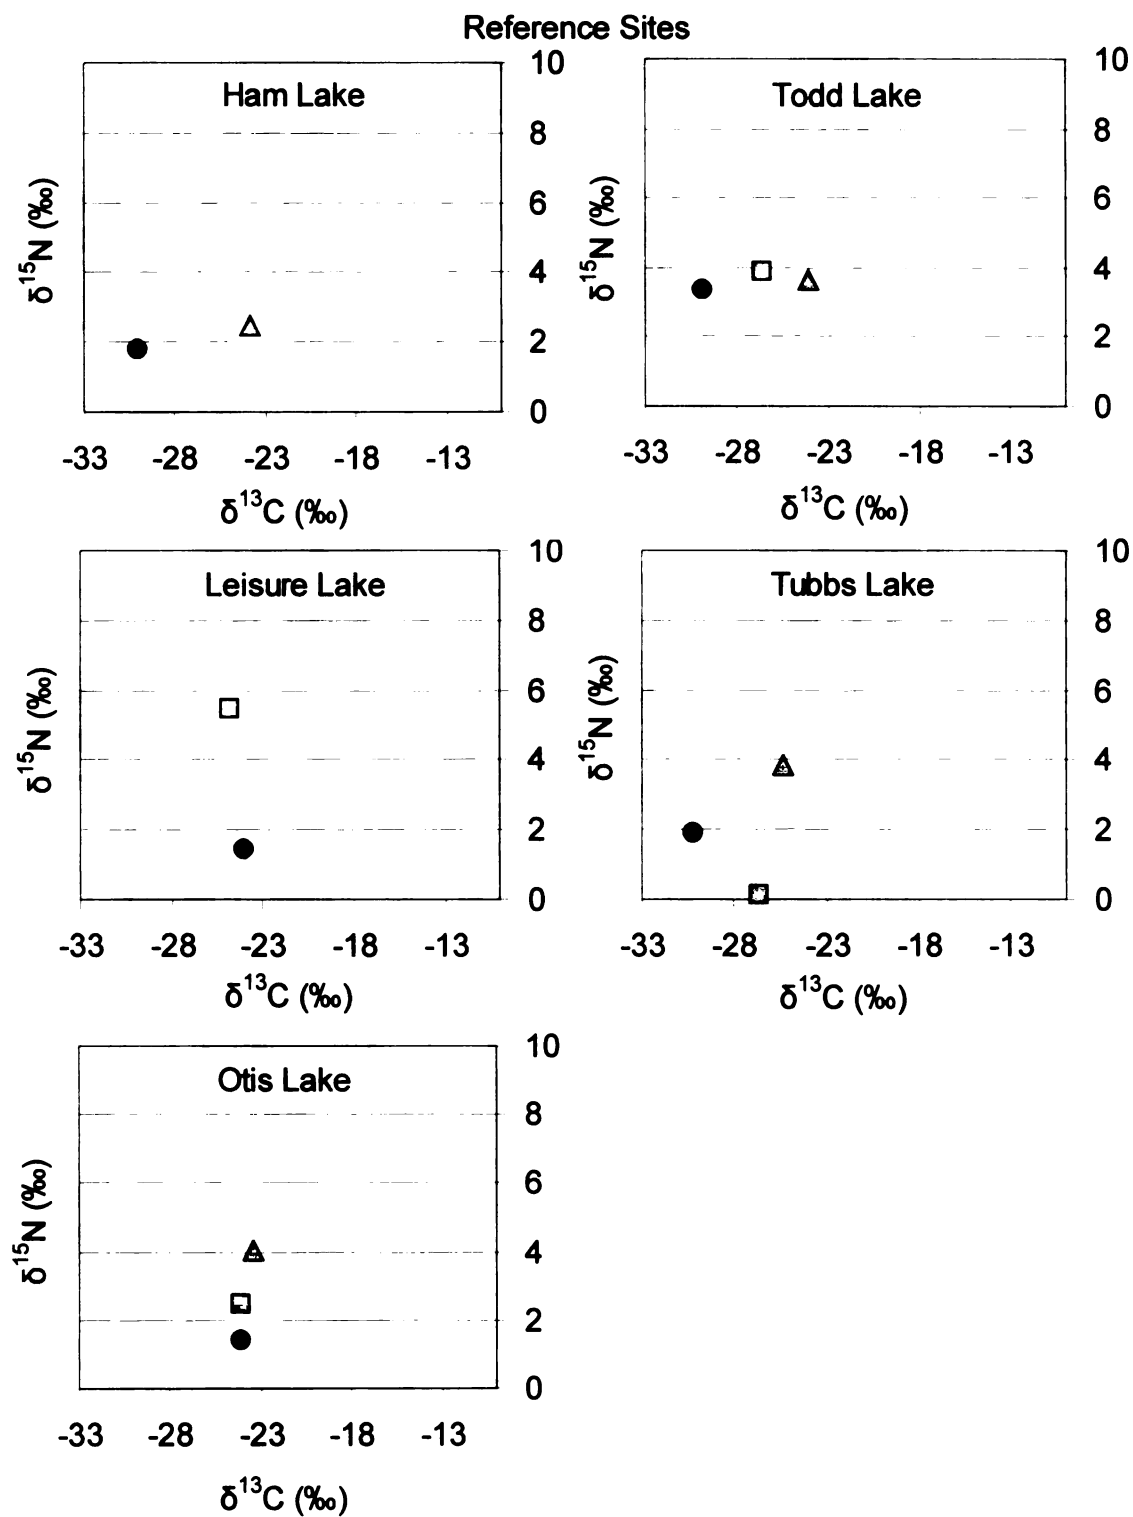 Reference Sites
Ham Lake
δ15N (‰)
10
8
6
4
2
0
-33 -28 -23 -18 -13
δ13C (‰)
Todd Lake
δ15N (‰)
10
8
6
4
2
0
-33 -28 -23 -18 -13
δ13C (‰)
Leisure Lake
δ15N (‰)
10
8
6
4
2
0
-33 -28 -23 -18 -13
δ13C (‰)
Tubbs Lake
δ15N (‰)
10
8
6
4
2
0
-33 -28 -23 -18 -13
δ13C (‰)
Otis Lake
δ15N (‰)
10
8
6
4
2
0
-33 -28 -23 -18 -13
δ13C (‰)